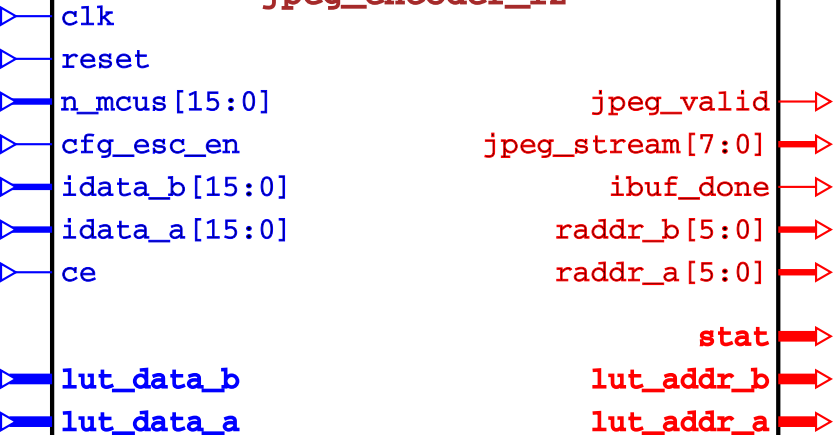 clk
reset
n_mcus[15:0]
jpeg_valid
cfg_esc_en
jpeg_stream[7:0]
idata_b[15:0]
ibuf_done
idata_a[15:0]
raddr_b[5:0]
ce
raddr_a[5:0]
stat
lut_data_b
lut_addr_b
lut_data_a
lut_addr_a